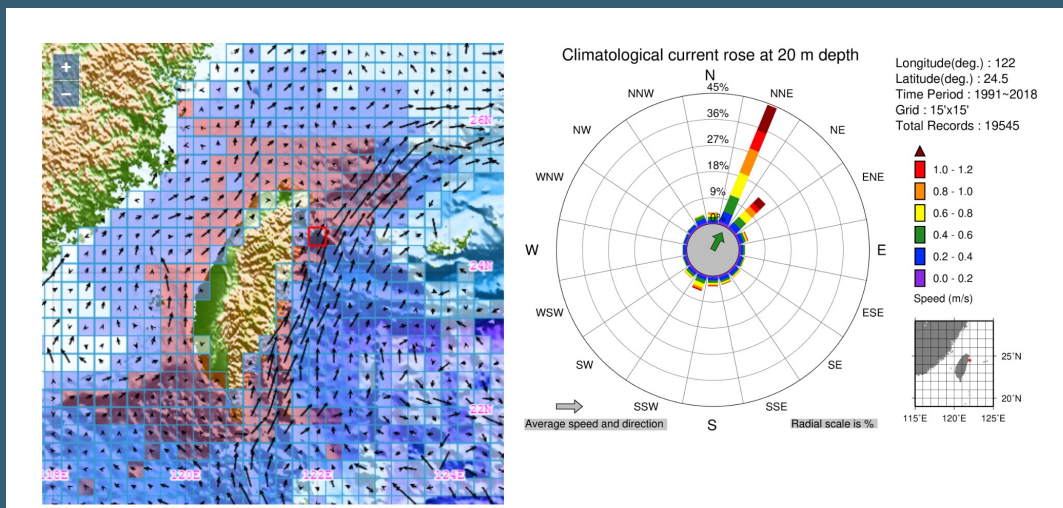 +
−
26N
24N
22N
118E
120E
122E
124E
Climatological current rose at 20 m depth
N
NNE
NE
ENE
E
ESE
SE
SSE
S
SSW
SW
WSW
W
WNW
NW
NNW
45%
36%
27%
18%
9%
0%
Average speed and direction
Radial scale is %
Longitude(deg.) : 122
Latitude(deg.) : 24.5
Time Period : 1991~2018
Grid : 15'x15'
Total Records : 19545
1.0 - 1.2
0.8 - 1.0
0.6 - 0.8
0.4 - 0.6
0.2 - 0.4
0.0 - 0.2
Speed (m/s)
25°N
20°N
115°E 120°E 125°E